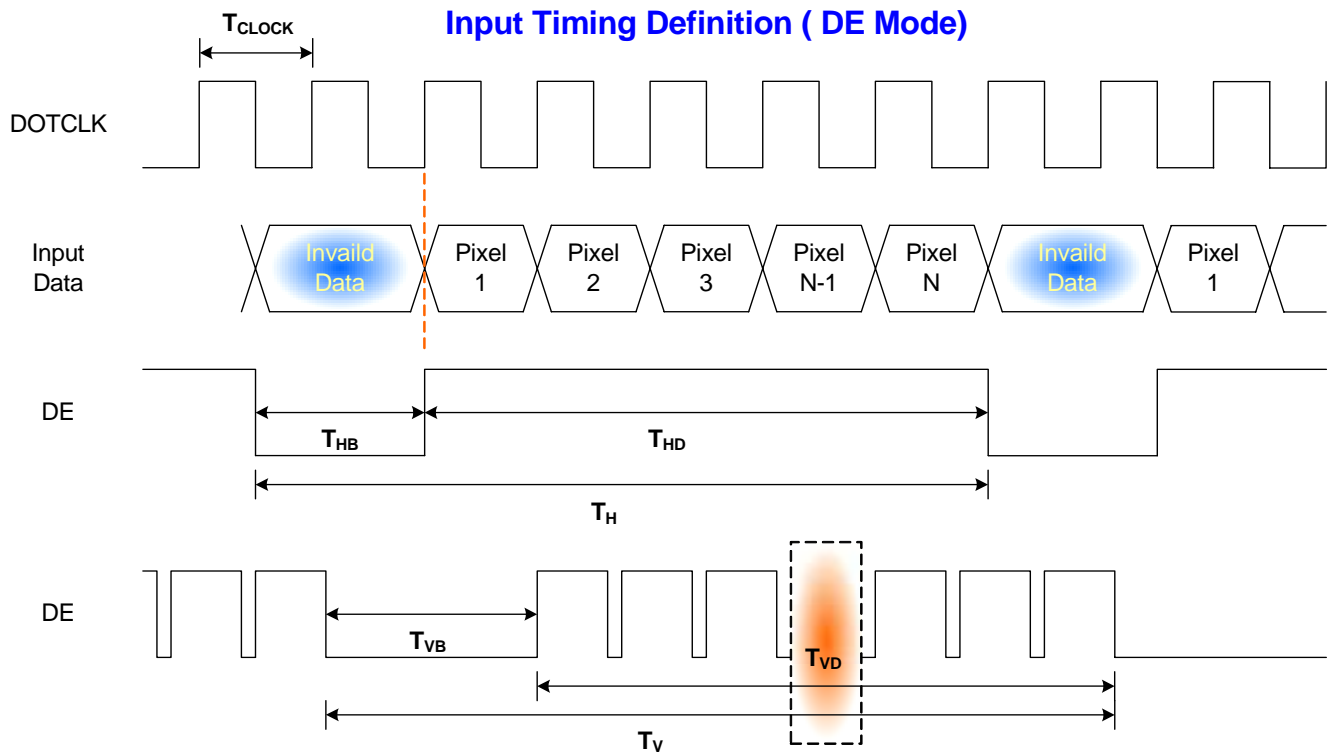 Input Timing Definition ( DE Mode)
TCLOCK
DOTCLK
Input
Data
Invaild
Data
Pixel
1
Pixel
2
Pixel
3
Pixel
N-1
Pixel
N
Invaild
Data
Pixel
1
DE
THB
THD
TH
DE
TVB
TVD
TV